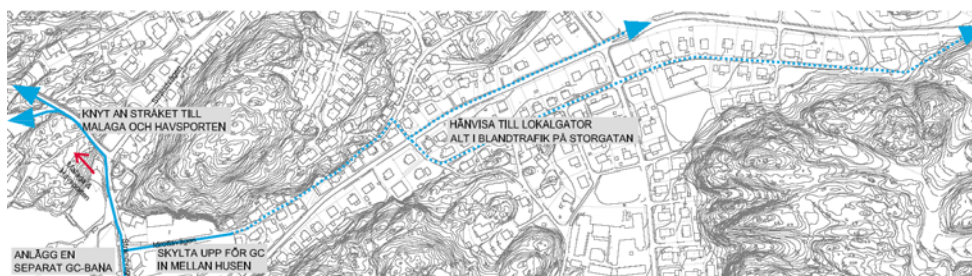 KNYT AN STRÅKET TILL
MALAGA OCH HAVSPORTEN
HÄNVISA TILL LOKALGATOR
ALT I BLANDTRAFIK PÅ STORGATAN
Idrottsvägen
ANLÄGG EN
SEPARAT GC-BANA
SKYLTA UPP FÖR GC
IN MELLAN HUSEN